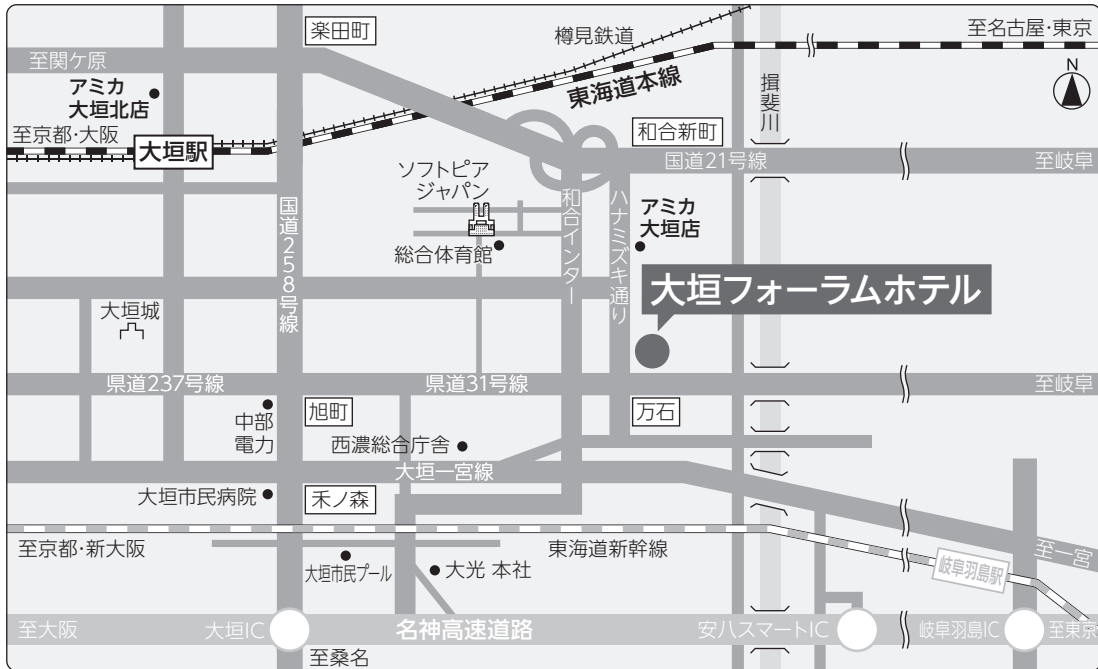 楽田町
樽見鉄道
至名古屋・東京
至関ケ原
東海道本線
アミカ
大垣北店
揖斐川
N
至京都・大阪
大垣駅
和合新町
国道21号線
至岐阜
ソフトピア
ジャパン
国道258号線
和合インター
ハナミズキ通り
アミカ
大垣店
総合体育館
大垣フォーラムホテル
大垣城
県道237号線
県道31号線
至岐阜
中部
電力
旭町
万石
西濃総合庁舎
大垣一宮線
大垣市民病院
禾ノ森
至京都・新大阪
東海道新幹線
至一宮
岐阜羽島駅
大垣市民プール
大光 本社
至大阪
大垣IC
名神高速道路
安八スマートIC
岐阜羽島IC
至東京
至桑名